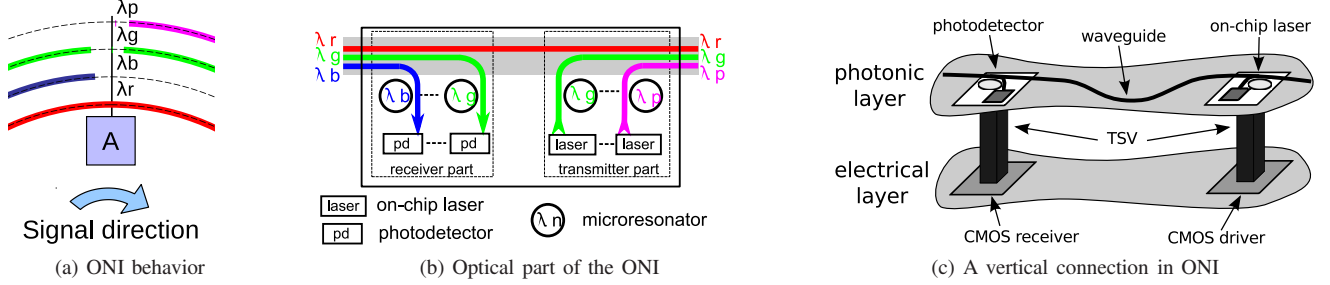 λp
λg
λb
λr
A
Signal direction
(a) ONI behavior
λ r
λ g
λ b
λ r
λ g
λ p
λ b
λ g
λ g
λ p
pd
pd
laser
laser
receiver part
transmitter part
laser on-chip laser
pd photodetector
λ n microresonator
(b) Optical part of the ONI
photodetector
waveguide
on-chip laser
photonic
layer
TSV
electrical
layer
CMOS receiver
CMOS driver
(c) A vertical connection in ONI